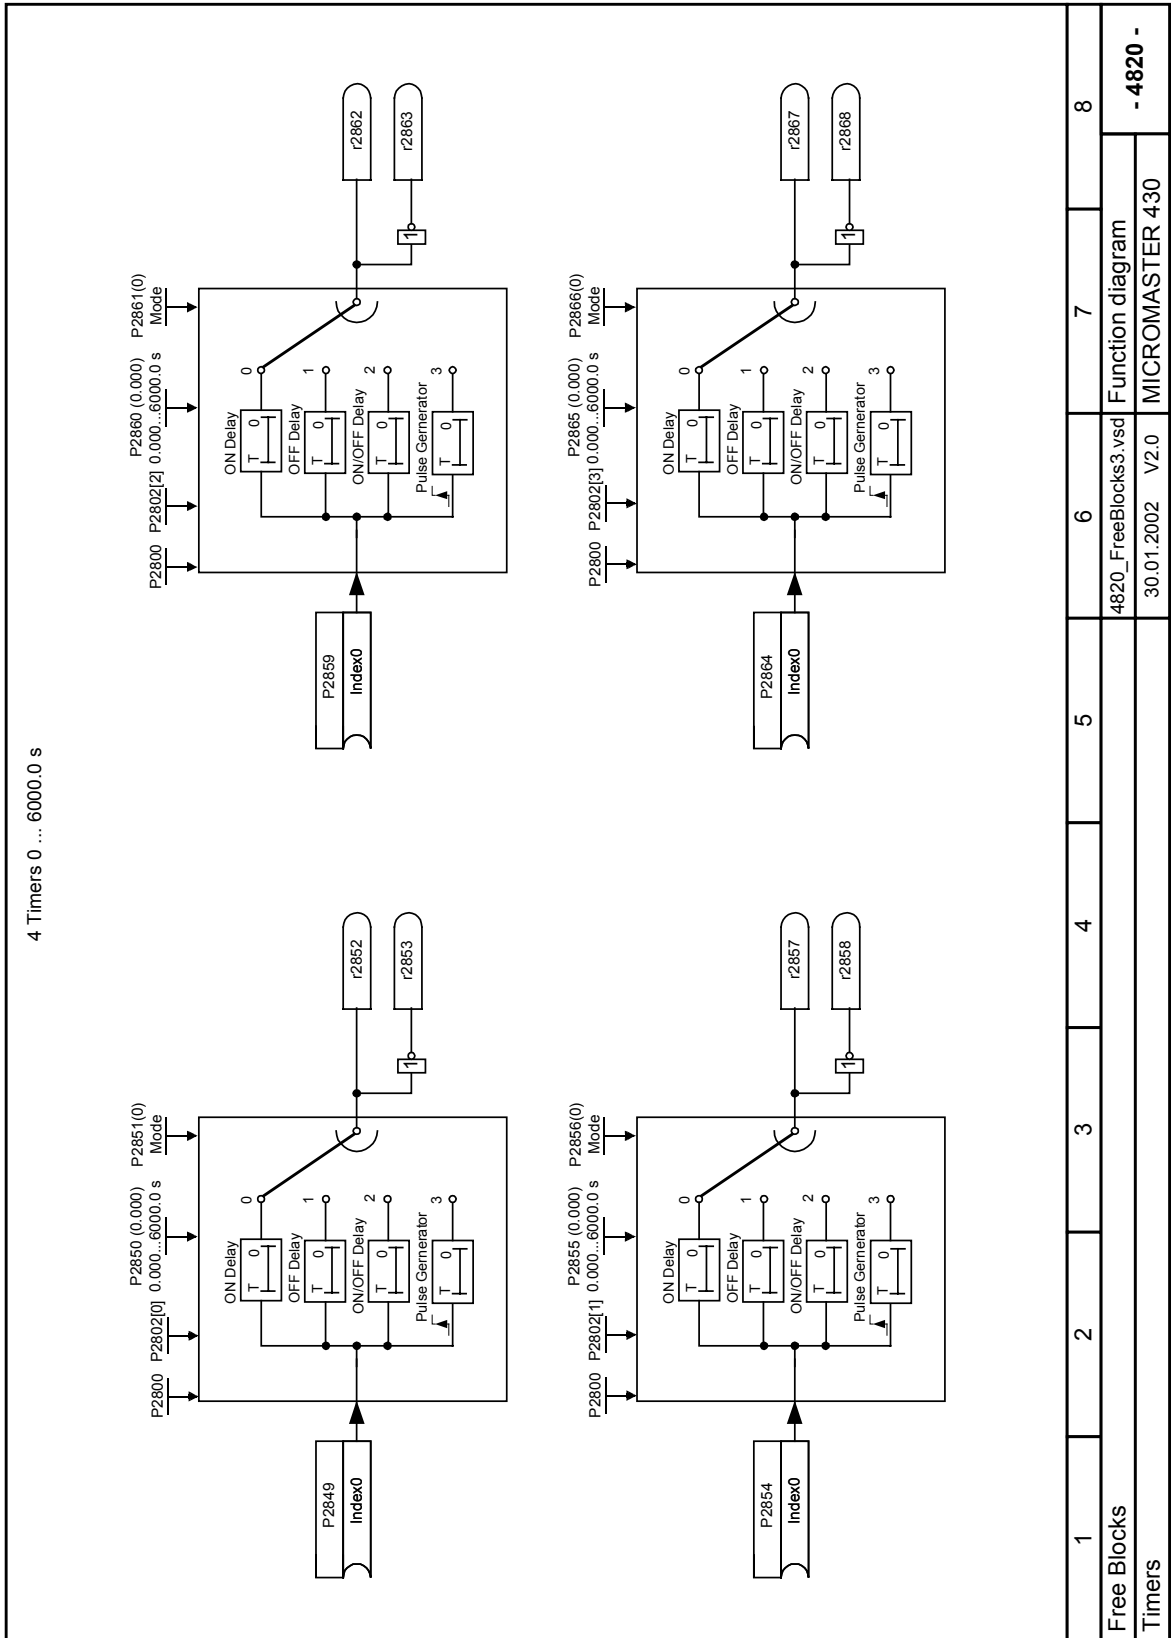 4 Timers 0 ... 6000.0 s
P2800
P2802[0]
P2850 (0.000)
0.000...6000.0 s
P2851(0)
Mode
ON Delay
T 0
0
OFF Delay
T 0
1
ON/OFF Delay
T 0
2
Pulse Gernerator
T 0
3
P2849
Index0
1
r2852
r2853
P2800
P2802[2]
P2860 (0.000)
0.000...6000.0 s
P2861(0)
Mode
ON Delay
T 0
0
OFF Delay
T 0
1
ON/OFF Delay
T 0
2
Pulse Gernerator
T 0
3
P2859
Index0
1
r2862
r2863
P2800
P2802[1]
P2855 (0.000)
0.000...6000.0 s
P2856(0)
Mode
ON Delay
T 0
0
OFF Delay
T 0
1
ON/OFF Delay
T 0
2
Pulse Gernerator
T 0
3
P2854
Index0
1
r2857
r2858
P2800
P2802[3]
P2865 (0.000)
0.000...6000.0 s
P2866(0)
Mode
ON Delay
T 0
0
OFF Delay
T 0
1
ON/OFF Delay
T 0
2
Pulse Gernerator
T 0
3
P2864
Index0
1
r2867
r2868
1 2 3 4 5 6 7 8
Free Blocks 4820_FreeBlocks3.vsd Function diagram - 4820 -
Timers 30.01.2002 V2.0 MICROMASTER 430